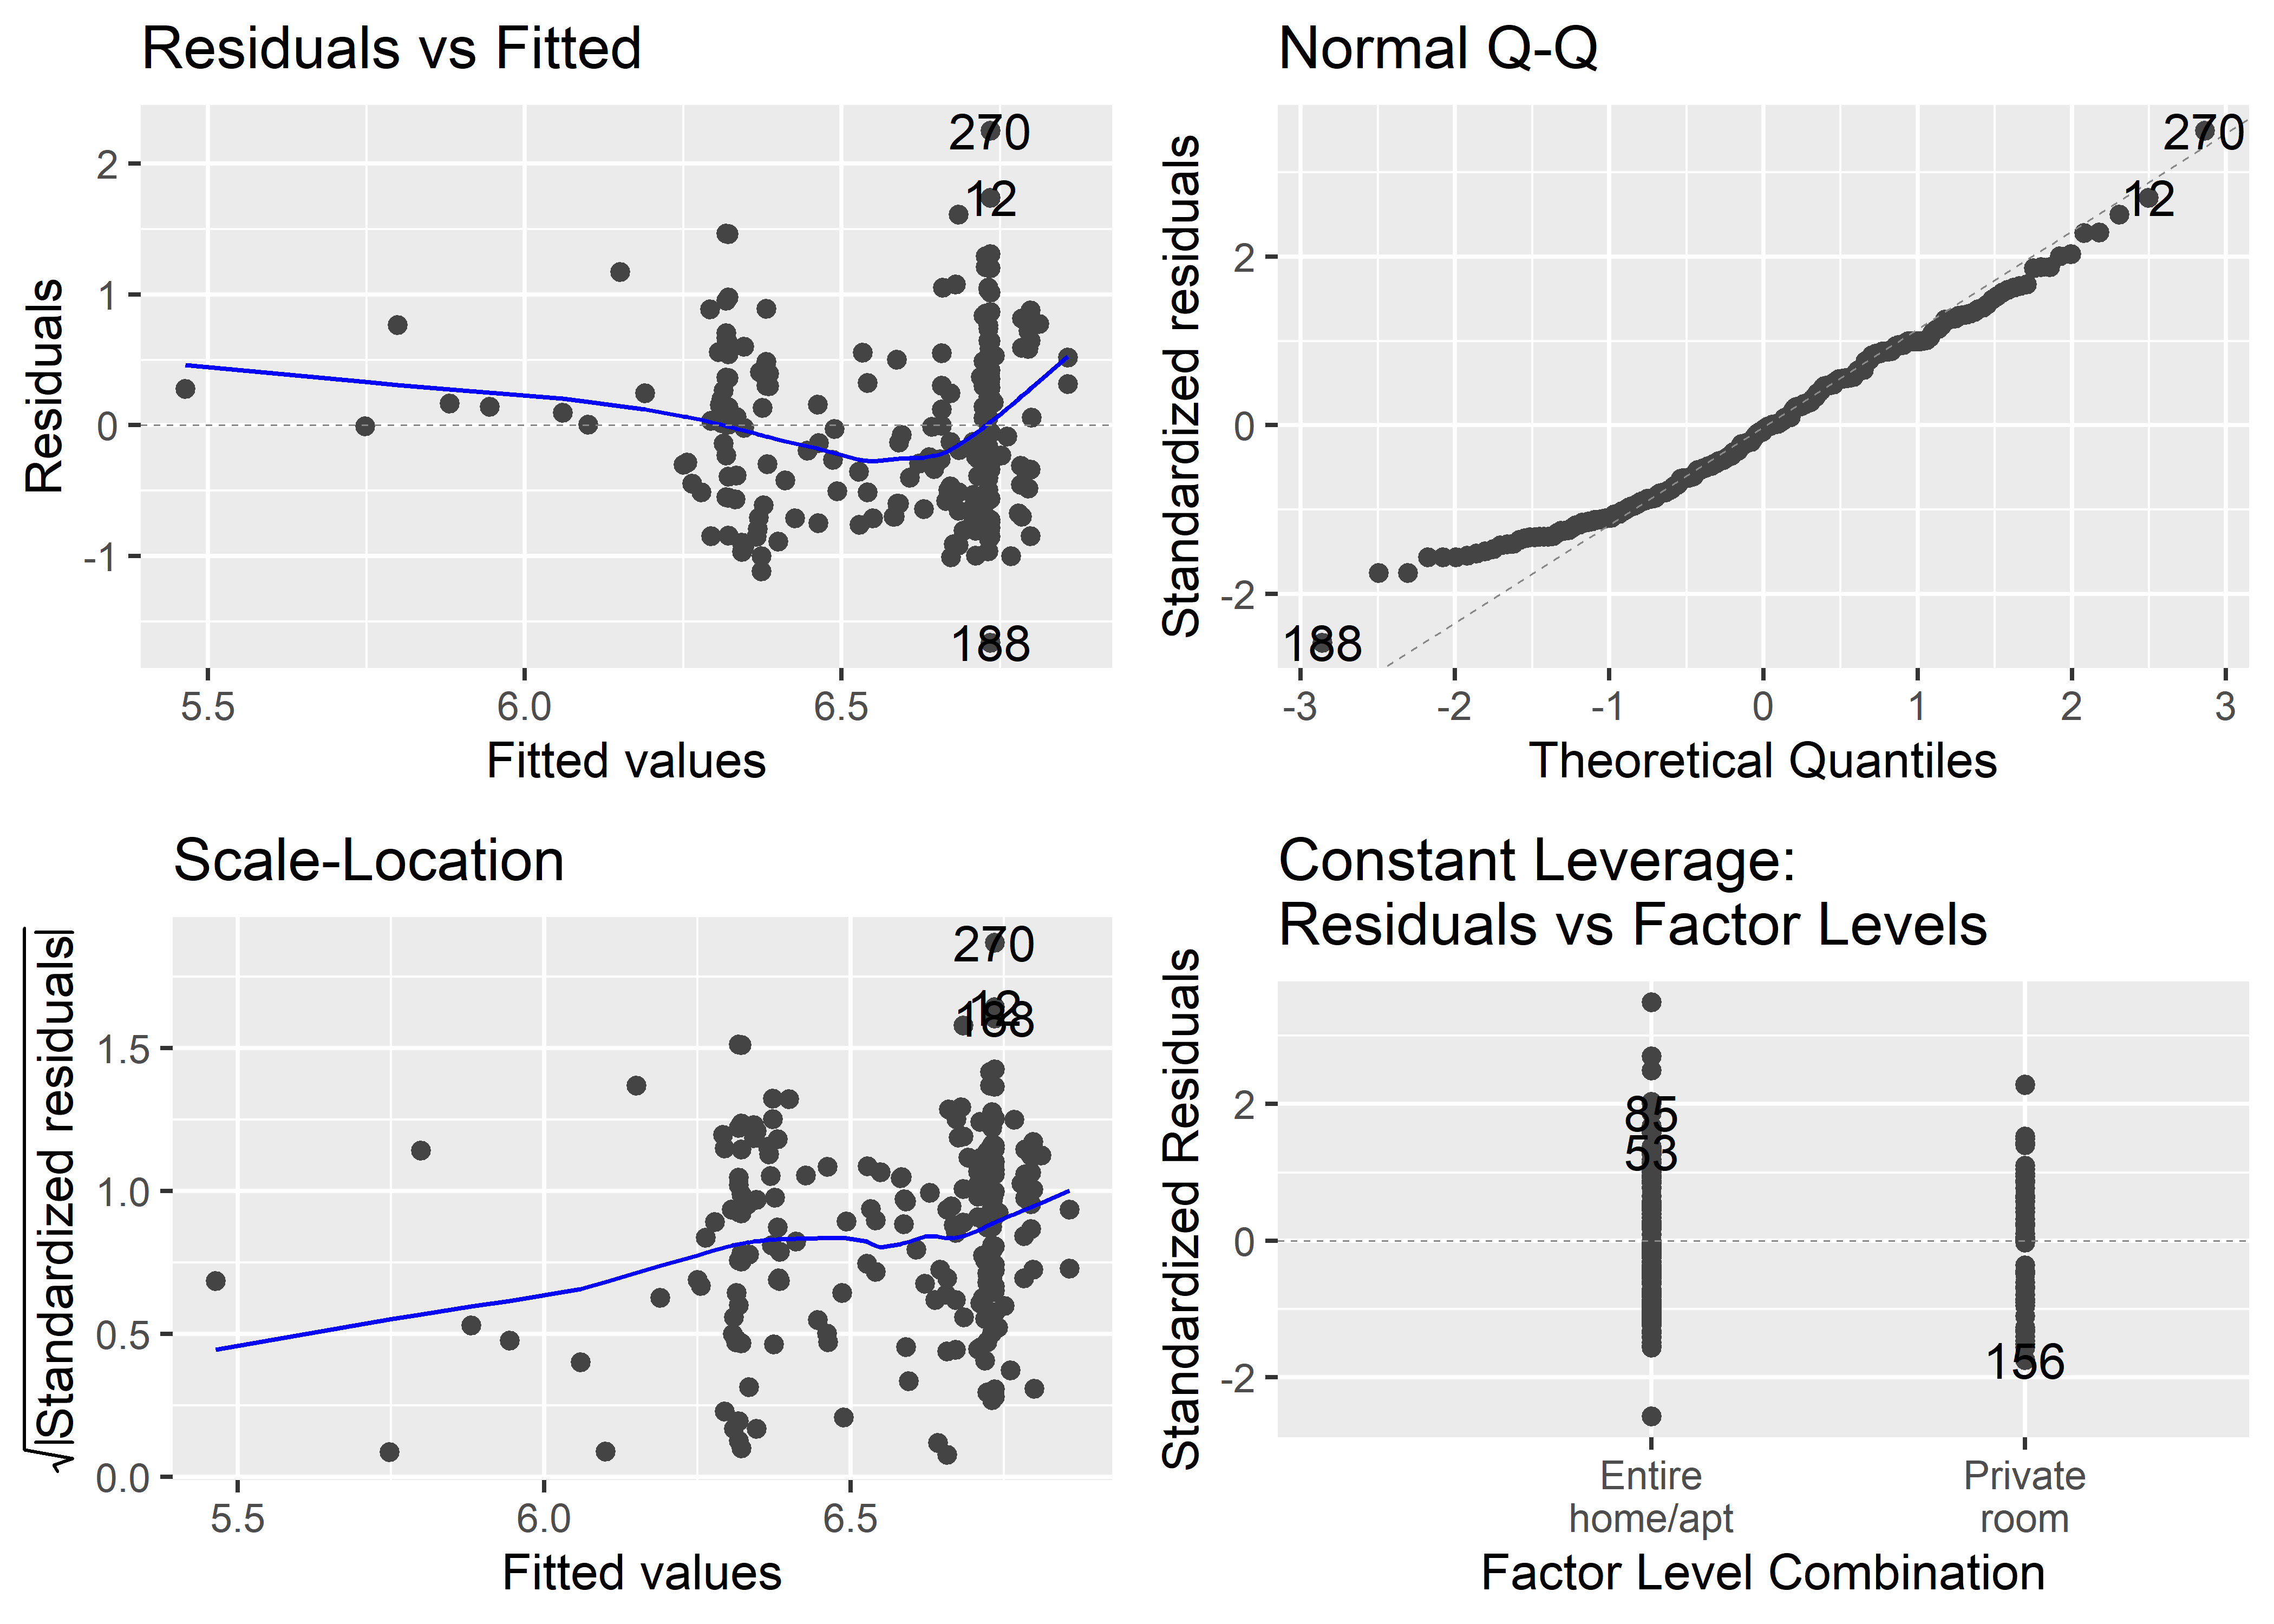 Residuals vs Fitted
270
12
188
2
1
0
-1
5.5 6.0 6.5
Residuals
Fitted values
Normal Q-Q
270
12
188
2
0
-2
-3 -2 -1 0 1 2 3
Standardized residuals
Theoretical Quantiles
Scale-Location
270
12
188
1.5
1.0
0.5
0.0
5.5 6.0 6.5
√|Standardized residuals|
Fitted values
Constant Leverage:
Residuals vs Factor Levels
85
53
156
2
0
-2
Entire
home/apt
Private
room
Standardized Residuals
Factor Level Combination